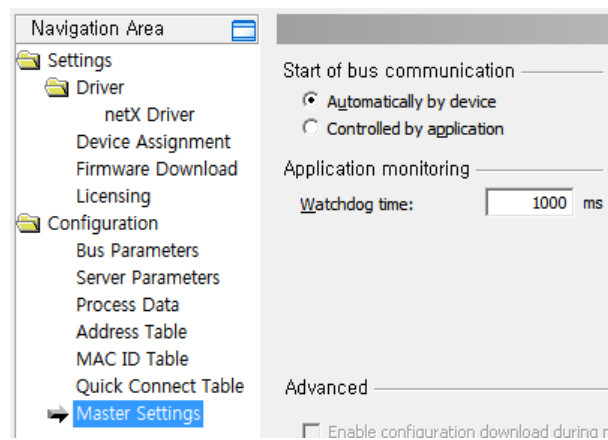 Navigation Area
Settings
Driver
netX Driver
Device Assignment
Firmware Download
Licensing
Configuration
Bus Parameters
Server Parameters
Process Data
Address Table
MAC ID Table
Quick Connect Table
Master Settings
Start of bus communication
Automatically by device
Controlled by application
Application monitoring
Watchdog time: 1000 ms
Advanced
Enable configuration download during